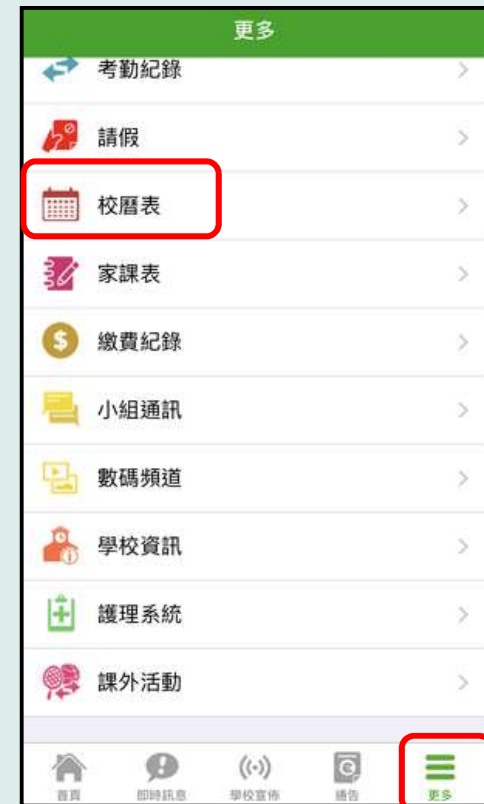 更多
考勤紀錄
請假
校曆表
家課表
繳費紀錄
小組通訊
數碼頻道
學校資訊
護理系統
課外活動
首頁 即時訊息 學校宣佈 通告 更多